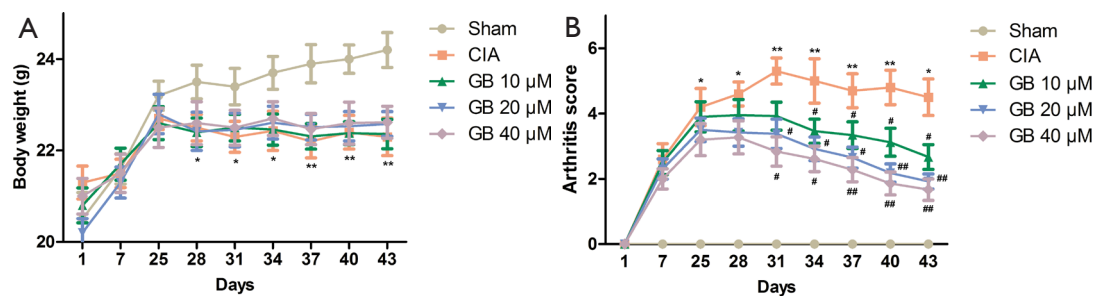 A
Body weight (g)
24
22
20
1 7 25 28 31 34 37 40 43
Days
* * * ** ** **
Sham
CIA
GB 10 µM
GB 20 µM
GB 40 µM
B
Arthritis score
6
4
2
0
1 7 25 28 31 34 37 40 43
Days
* * ** ** ** ** *
# # # #
# # # ## ##
# # ## ## ##
Sham
CIA
GB 10 µM
GB 20 µM
GB 40 µM